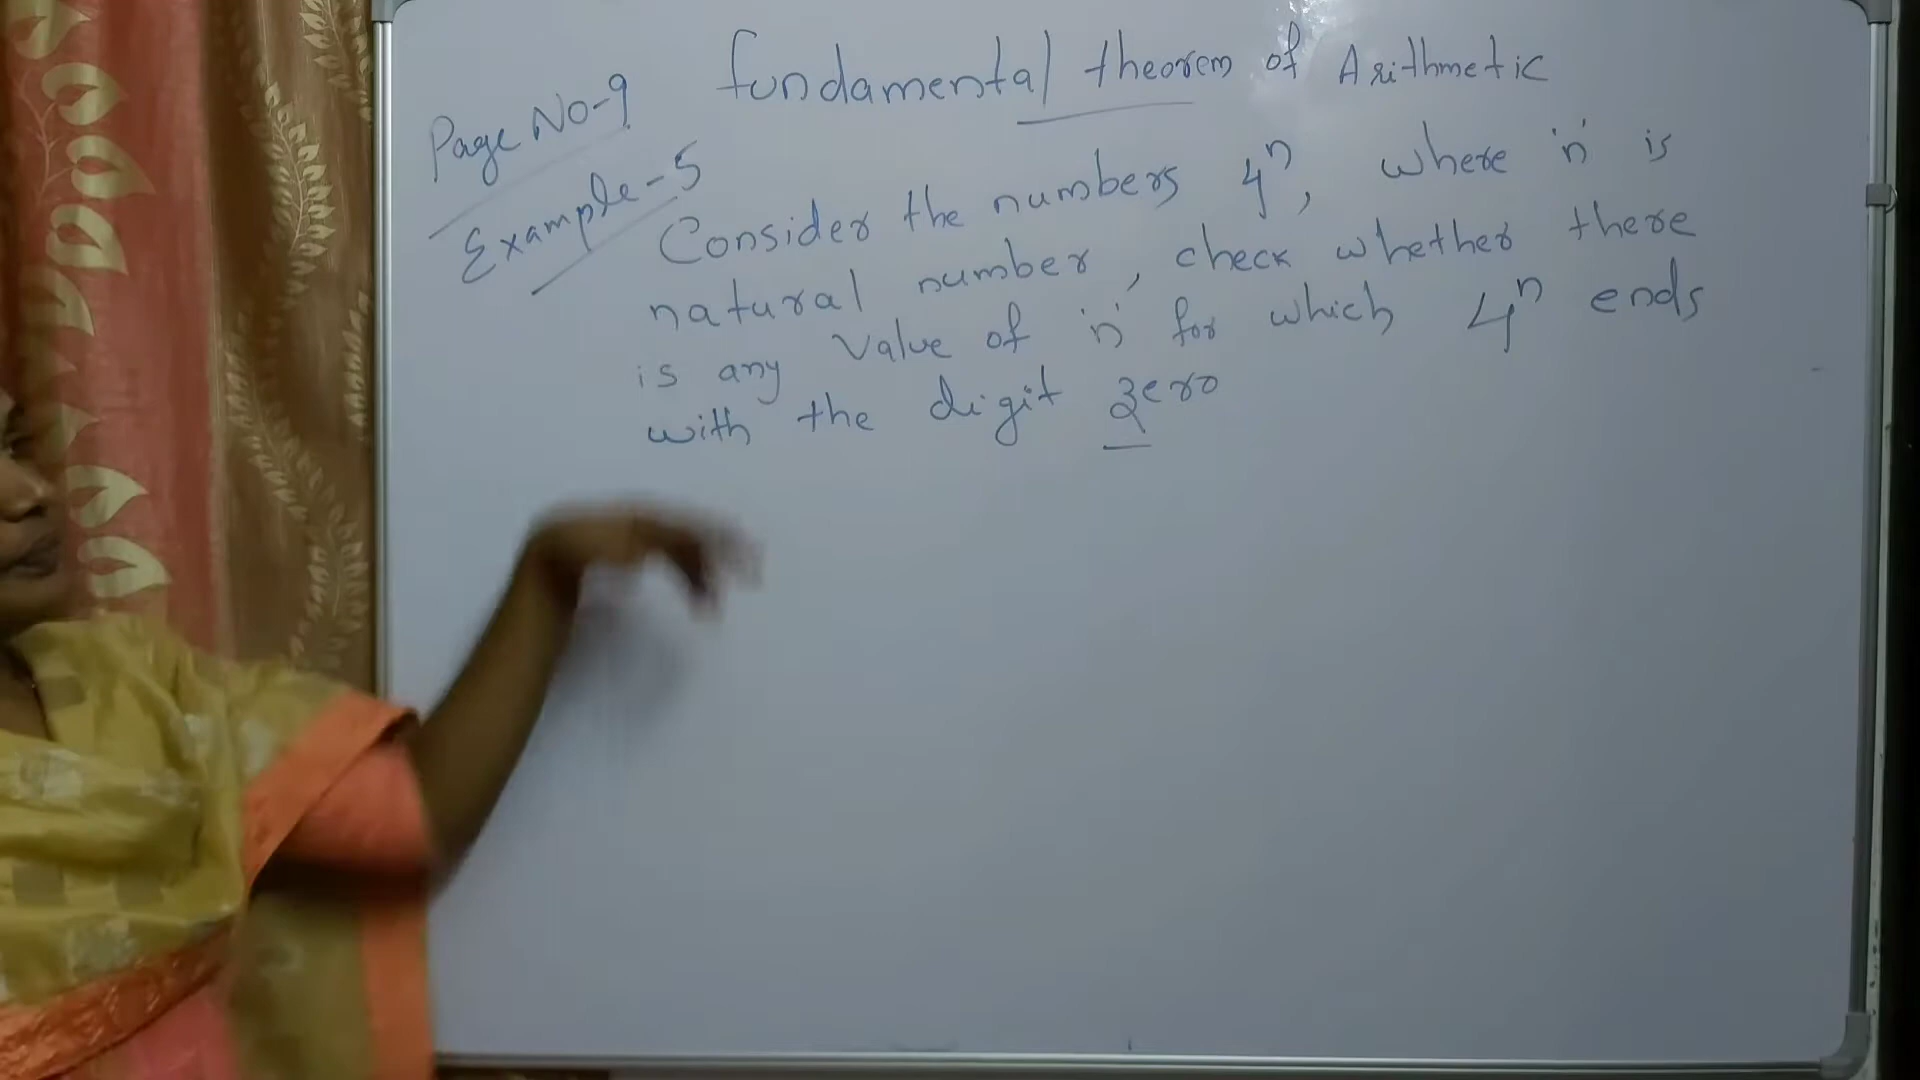 Fundamental theorem of Arithmetic
Page No-9
Example-5
Consider the numbers 4ⁿ, where 'n' is
natural number, check whether there
is any value of 'n' for which 4ⁿ ends
with the digit zero